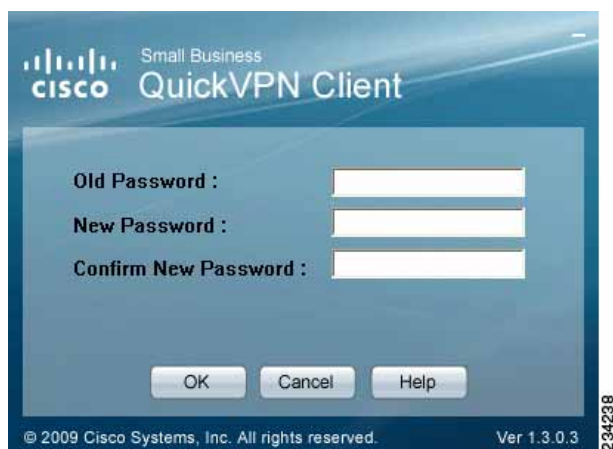 Small Business
CISCO QuickVPN Client
Old Password :
New Password :
Confirm New Password :
OK Cancel Help
© 2009 Cisco Systems, Inc. All rights reserved. Ver 1.3.0.3
234238